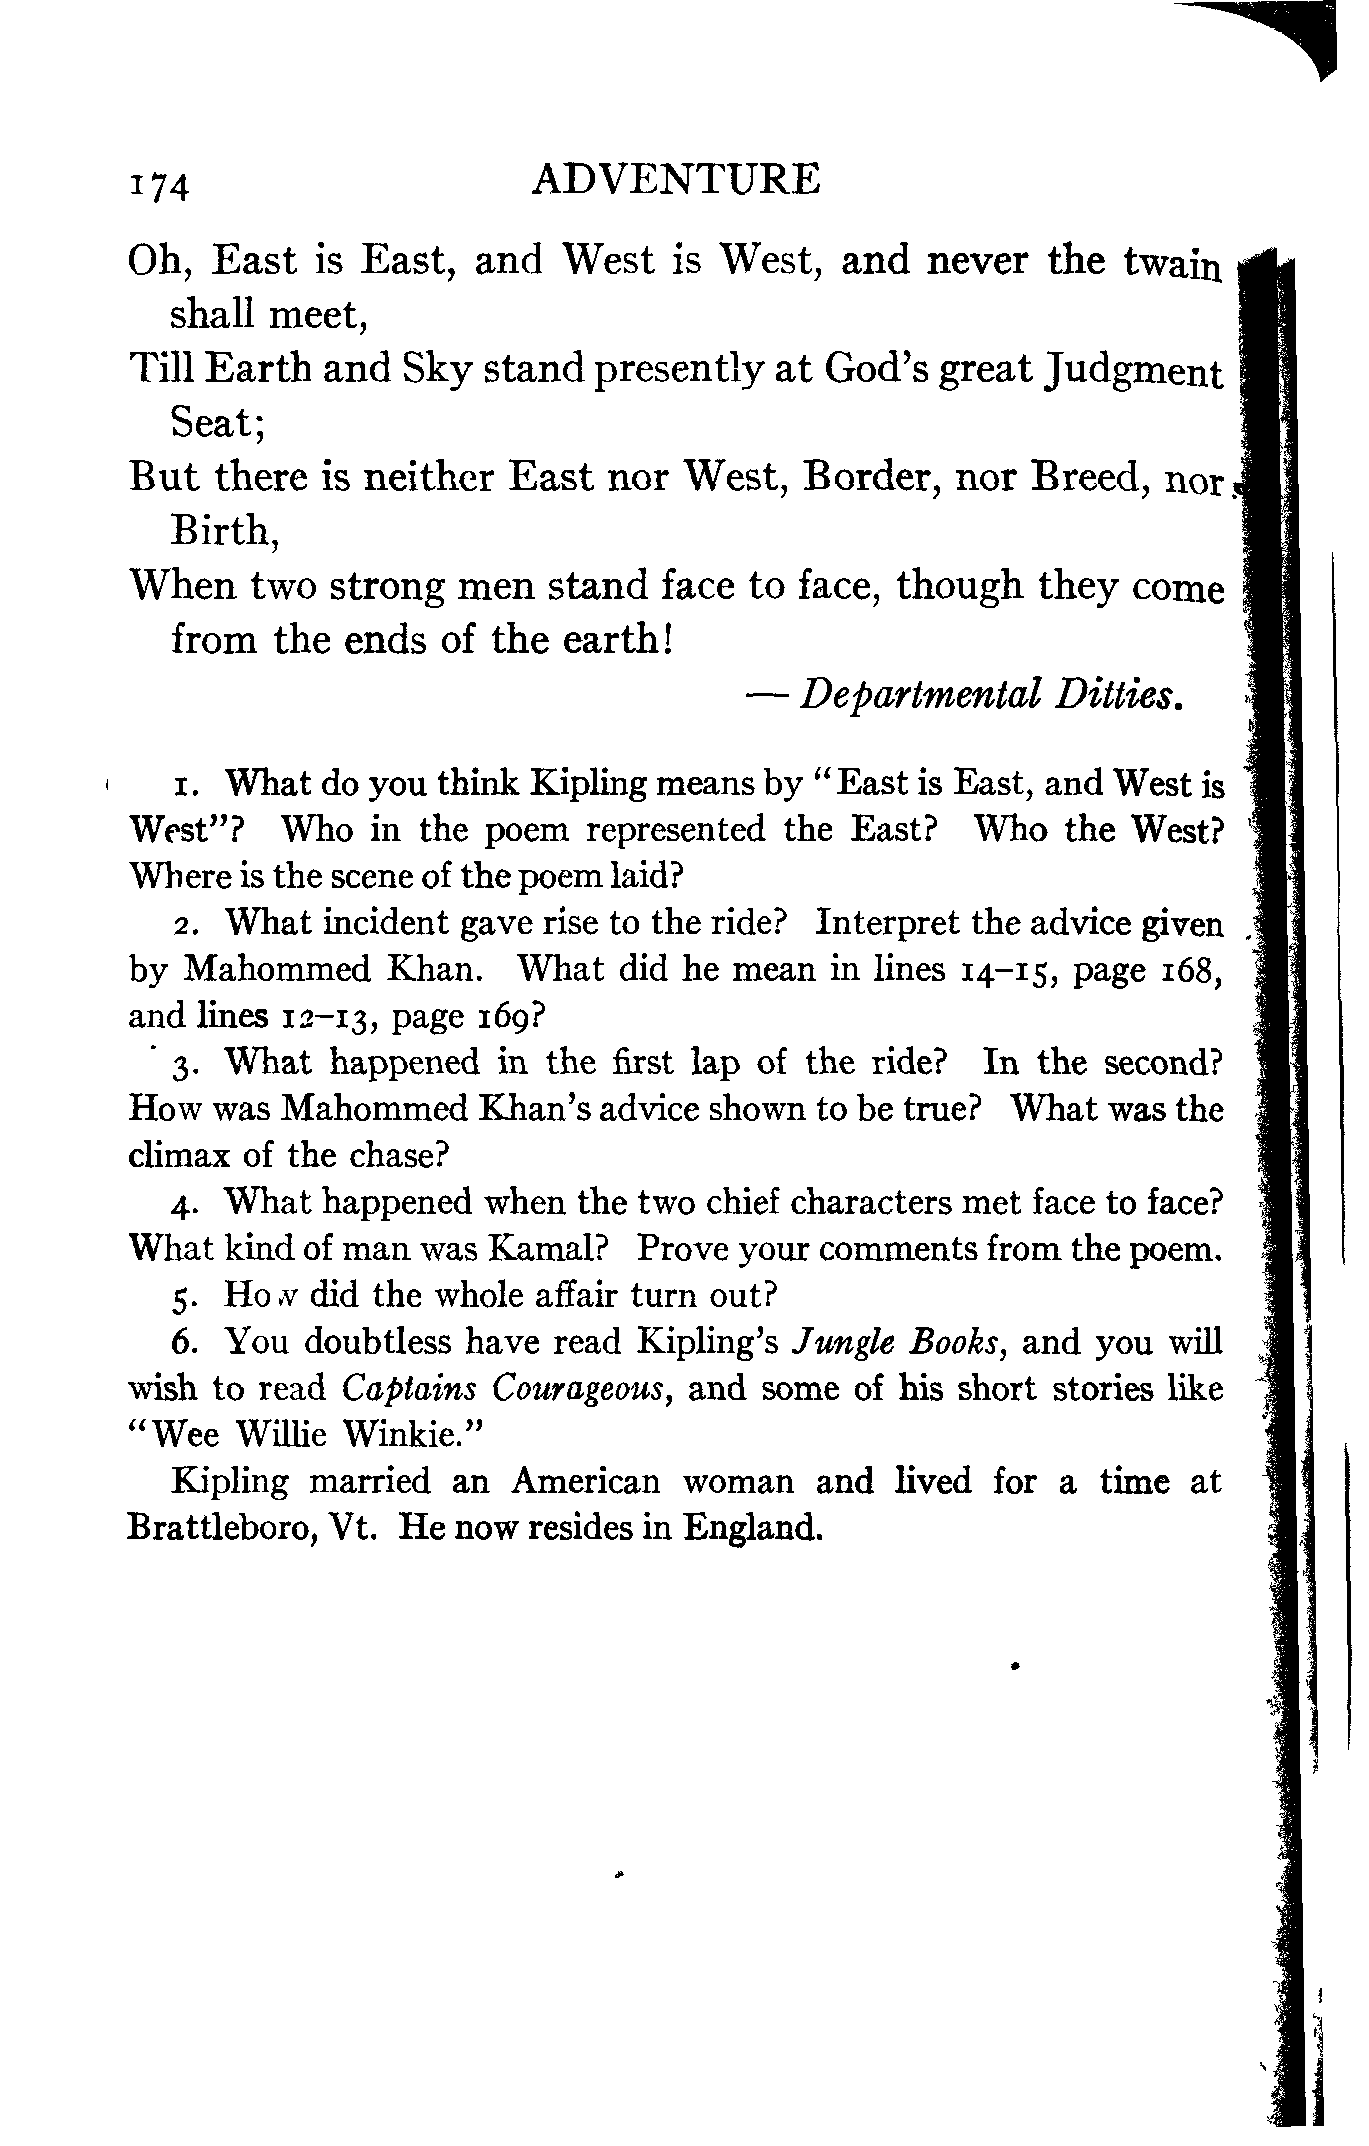 174 ADVENTURE
Oh, East is East, and West is West, and never the twain
shall meet,
Till Earth and Sky stand presently at God's great Judgment
Seat;
But there is neither East nor West, Border, nor Breed, nor
Birth,
When two strong men stand face to face, though they come
from the ends of the earth!
— Departmental Ditties.
1. What do you think Kipling means by "East is East, and West is
West"? Who in the poem represented the East? Who the West?
Where is the scene of the poem laid?
2. What incident gave rise to the ride? Interpret the advice given
by Mahommed Khan. What did he mean in lines 14–15, page 168,
and lines 12–13, page 169?
3. What happened in the first lap of the ride? In the second?
How was Mahommed Khan's advice shown to be true? What was the
climax of the chase?
4. What happened when the two chief characters met face to face?
What kind of man was Kamal? Prove your comments from the poem.
5. How did the whole affair turn out?
6. You doubtless have read Kipling's Jungle Books, and you will
wish to read Captains Courageous, and some of his short stories like
"Wee Willie Winkie."
Kipling married an American woman and lived for a time at
Brattleboro, Vt. He now resides in England.